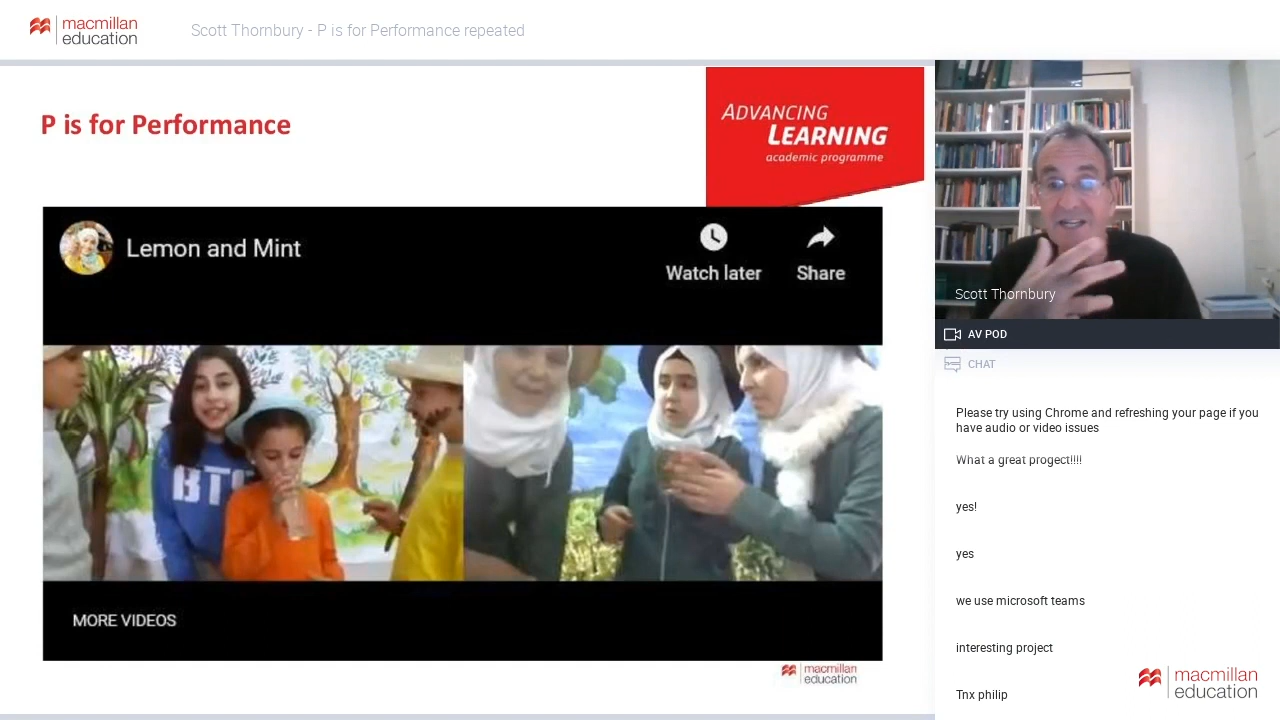 macmillan
education
Scott Thornbury - P is for Performance repeated
P is for Performance
ADVANCING
LEARNING
academic programme
Lemon and Mint
Watch later
Share
BTS
MORE VIDEOS
macmillan
education
Scott Thornbury
AV POD
CHAT
Please try using Chrome and refreshing your page if you
have audio or video issues
What a great progect!!!!
yes!
yes
we use microsoft teams
interesting project
Tnx philip
macmillan
education